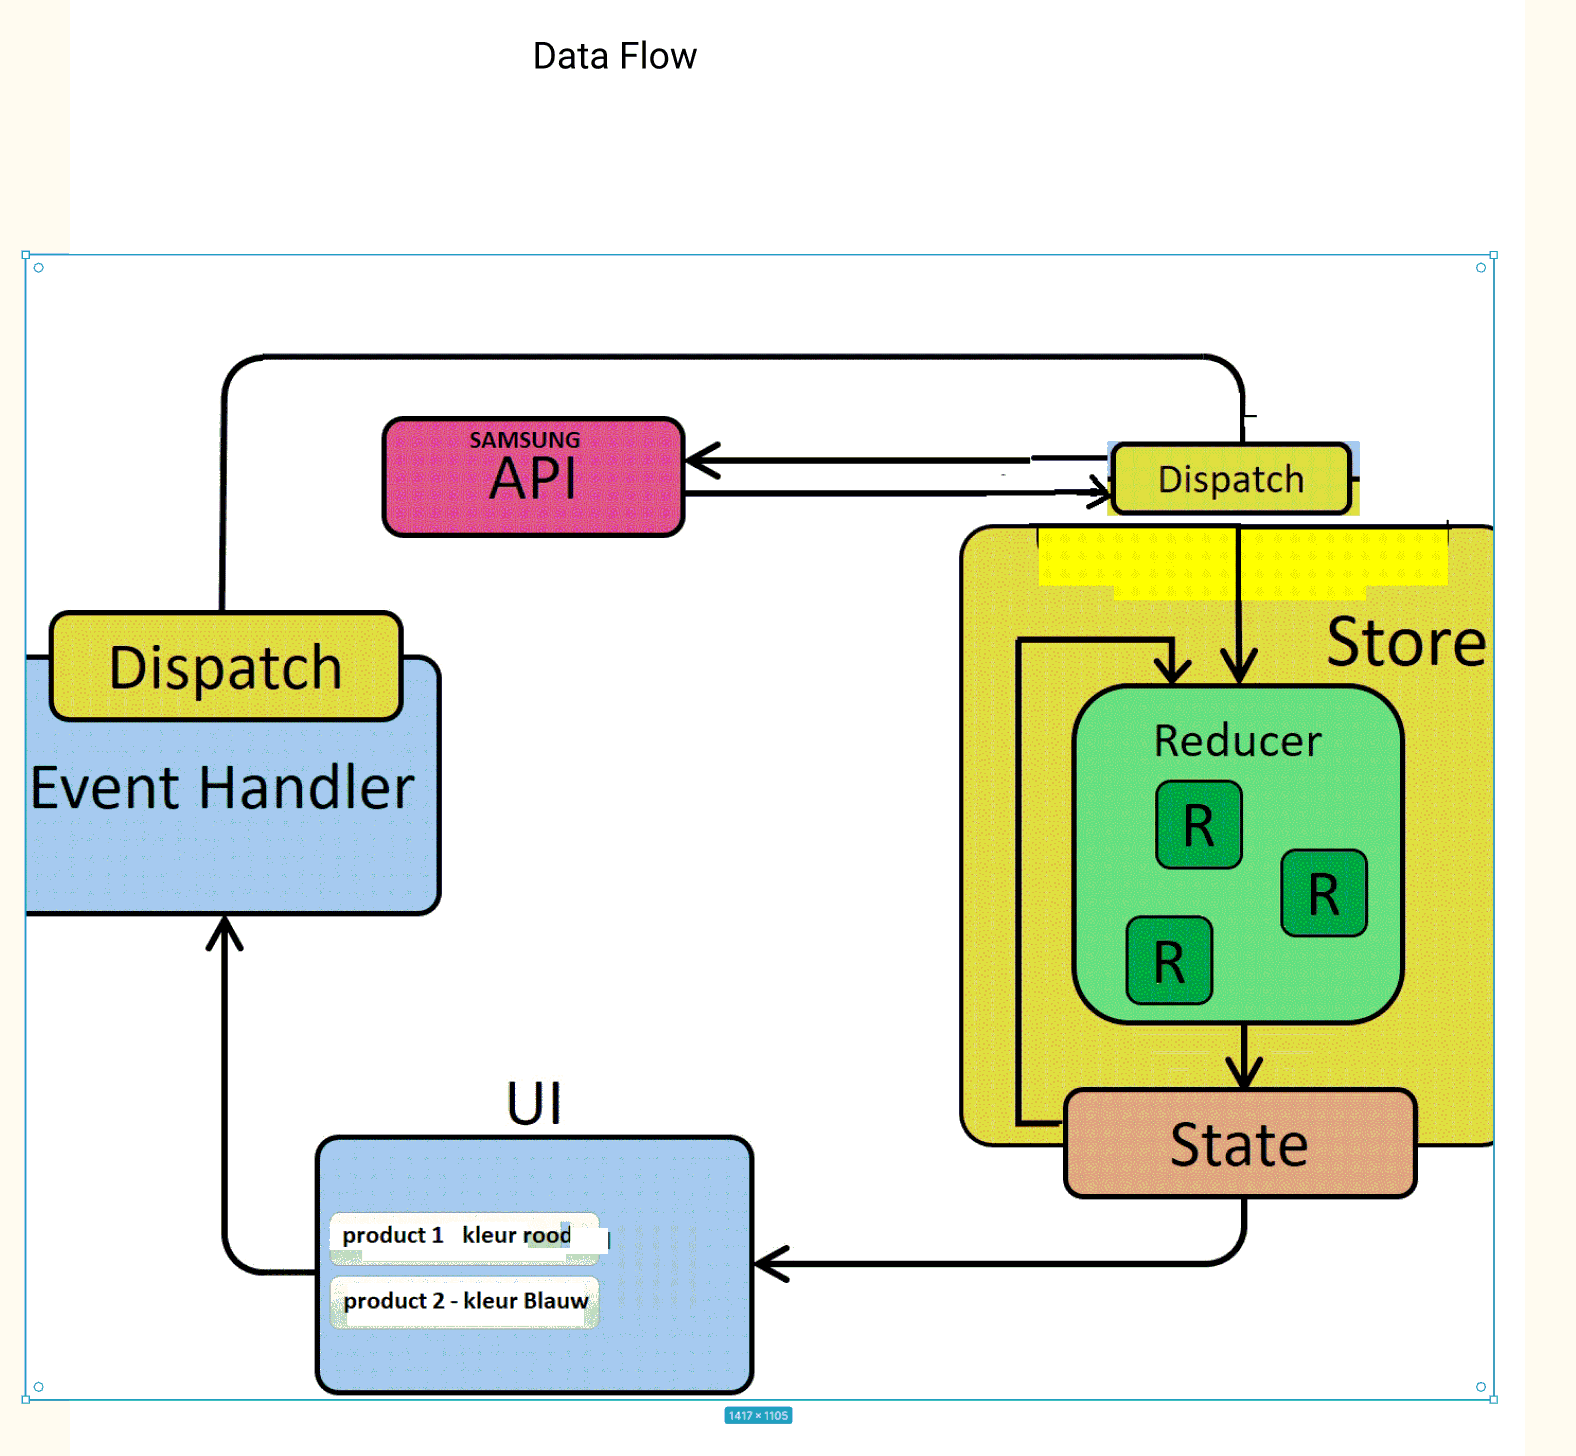 Data Flow
SAMSUNG
API
Dispatch
Store
Dispatch
Event Handler
Reducer
R
R
R
State
UI
product 1 kleur rood
product 2 - kleur Blauw
1417 × 1105